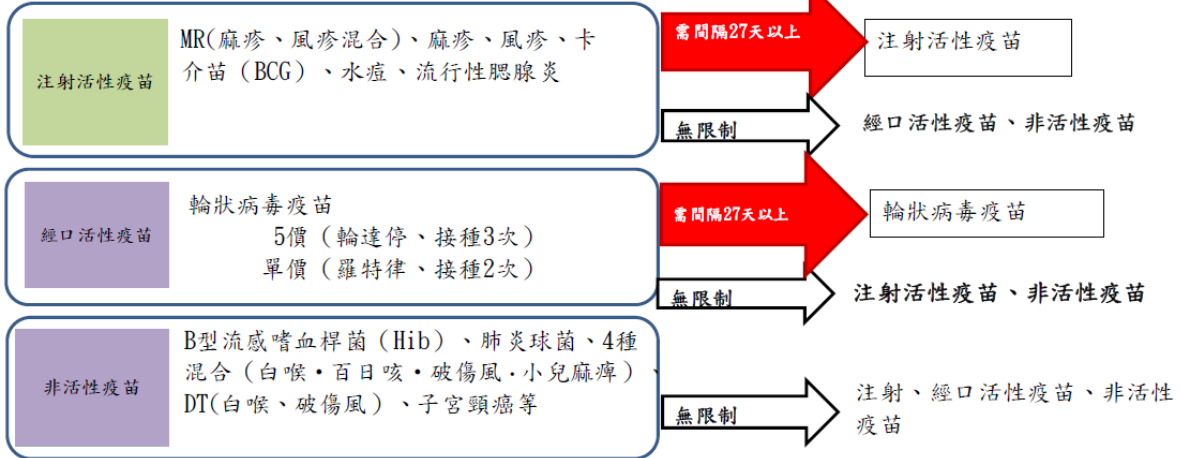 注射活性疫苗
MR(麻疹、風疹混合)、麻疹、風疹、卡
介苗（BCG）、水痘、流行性腮腺炎
需間隔27天以上
注射活性疫苗
無限制
經口活性疫苗、非活性疫苗
經口活性疫苗
輪狀病毒疫苗
5價（輪達停、接種3次）
單價（羅特律、接種2次）
需間隔27天以上
輪狀病毒疫苗
無限制
注射活性疫苗、非活性疫苗
非活性疫苗
B型流感嗜血桿菌（Hib）、肺炎球菌、4種
混合（白喉・百日咳・破傷風．小兒麻痺）、
DT(白喉、破傷風）、子宮頸癌等
無限制
注射、經口活性疫苗、非活性
疫苗